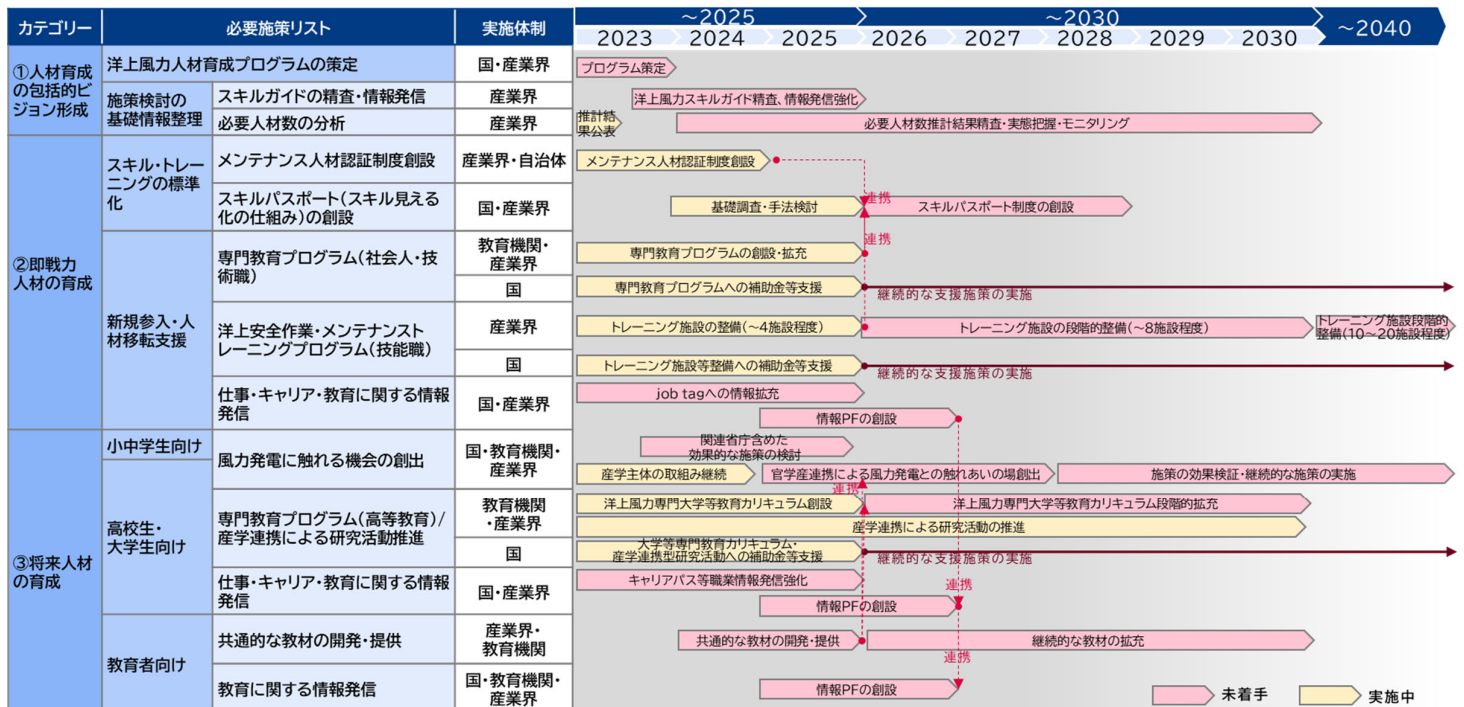 カテゴリー
必要施策リスト
実施体制
～2025
～2030
～2040
2023
2024
2025
2026
2027
2028
2029
2030
①人材育成
の包括的ビ
ジョン形成
洋上風力人材育成プログラムの策定
国・産業界
プログラム策定
施策検討の
基礎情報整理
スキルガイドの精査・情報発信
産業界
洋上風力スキルガイド精査、情報発信強化
必要人材数の分析
産業界
推計結
果公表
必要人材数推計結果精査・実態把握・モニタリング
②即戦力
人材の育成
スキル・トレー
ニングの標準
化
メンテナンス人材認証制度創設
産業界・自治体
メンテナンス人材認証制度創設
スキルパスポート（スキル見える
化の仕組み）の創設
国・産業界
基礎調査・手法検討
連携
スキルパスポート制度の創設
新規参入・人
材移転支援
専門教育プログラム（社会人・技
術職）
教育機関・
産業界
専門教育プログラムの創設・拡充
連携
国
専門教育プログラムへの補助金等支援
継続的な支援施策の実施
洋上安全作業・メンテナンスト
レーニングプログラム（技能職）
産業界
トレーニング施設の整備（～4施設程度）
トレーニング施設の段階的整備（～8施設程度）
トレーニング施設段階的
整備（10～20施設程度）
国
トレーニング施設等整備への補助金等支援
継続的な支援施策の実施
仕事・キャリア・教育に関する情報
発信
国・産業界
job tagへの情報拡充
情報PFの創設
③将来人材
の育成
小中学生向け
風力発電に触れる機会の創出
国・教育機関・
産業界
関連省庁含めた
効果的な施策の検討
産学主体の取組み継続
官学産連携による風力発電との触れあいの場創出
施策の効果検証・継続的な施策の実施
連携
高校生・
大学生向け
専門教育プログラム（高等教育）/
産学連携による研究活動推進
教育機関
・産業界
洋上風力専門大学等教育カリキュラム創設
洋上風力専門大学等教育カリキュラム段階的拡充
産学連携による研究活動の推進
国
大学等専門教育カリキュラム・
産学連携型研究活動への補助金等支援
継続的な支援施策の実施
仕事・キャリア・教育に関する情報
発信
国・産業界
キャリアパス等職業情報発信強化
連携
情報PFの創設
教育者向け
共通的な教材の開発・提供
産業界・
教育機関
共通的な教材の開発・提供
継続的な教材の拡充
連携
教育に関する情報発信
国・教育機関・
産業界
情報PFの創設
未着手
実施中